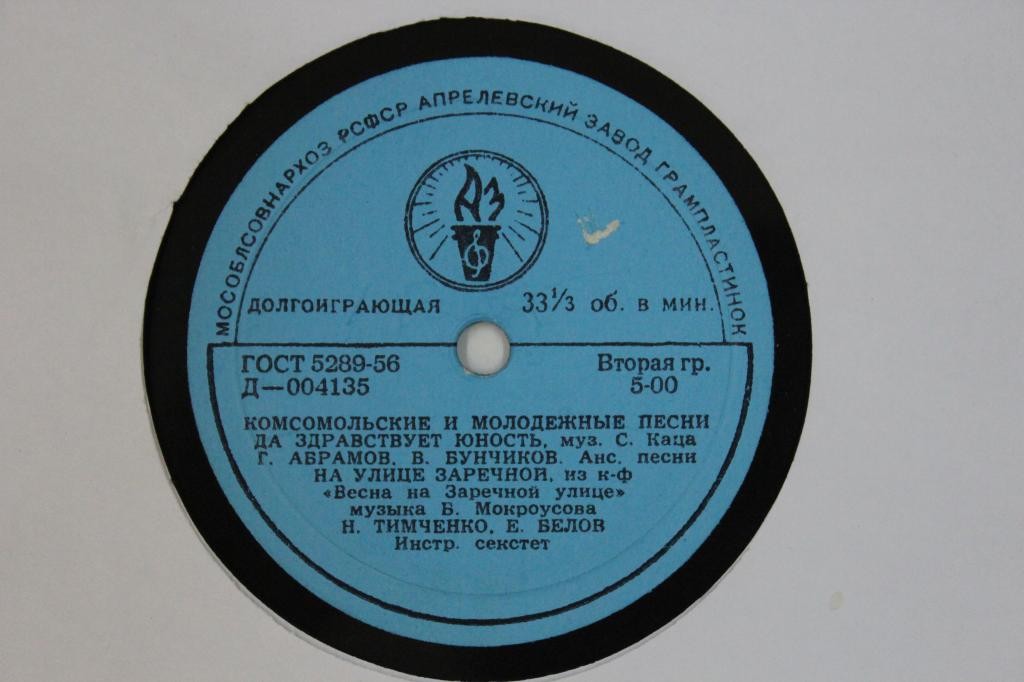 МОСОБЛСОВНАРХОЗ РСФСР АПРЕЛЕВСКИЙ ЗАВОД ГРАМПЛАСТИНОК
АЗ
ДОЛГОИГРАЮЩАЯ 33⅓ об. в мин.
ГОСТ 5289-56 Вторая гр.
Д—004135 5-00
КОМСОМОЛЬСКИЕ И МОЛОДЕЖНЫЕ ПЕСНИ
ДА ЗДРАВСТВУЕТ ЮНОСТЬ, муз. С. Каца
Г. АБРАМОВ, В. БУНЧИКОВ. Анс. песни
НА УЛИЦЕ ЗАРЕЧНОЙ, из к-ф
«Весна на Заречной улице»
музыка Б. Мокроусова
Н. ТИМЧЕНКО, Е. БЕЛОВ
Инстр. секстет